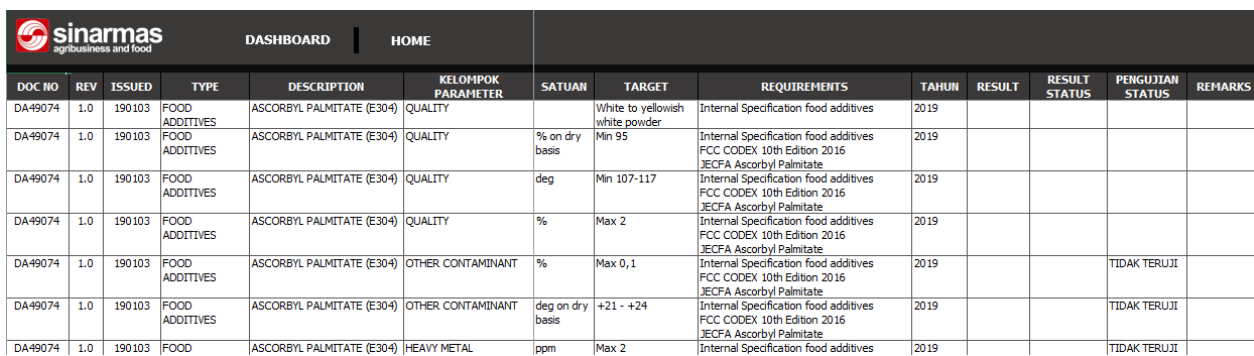 sinarmas
agribusiness and food
DASHBOARD HOME
DOC NO REV ISSUED TYPE DESCRIPTION KELOMPOK PARAMETER SATUAN TARGET REQUIREMENTS TAHUN RESULT RESULT STATUS PENGUJIAN STATUS REMARKS
DA49074 1.0 190103 FOOD ASCORBYL PALMITATE (E304) QUALITY White to yellowish Internal Specification food additives 2019
ADDITIVES white powder
DA49074 1.0 190103 FOOD ASCORBYL PALMITATE (E304) QUALITY % on dry Min 95 Internal Specification food additives 2019
ADDITIVES basis FCC CODEX 10th Edition 2016
JECFA Ascorbyl Palmitate
DA49074 1.0 190103 FOOD ASCORBYL PALMITATE (E304) QUALITY deg Min 107-117 Internal Specification food additives 2019
ADDITIVES FCC CODEX 10th Edition 2016
JECFA Ascorbyl Palmitate
DA49074 1.0 190103 FOOD ASCORBYL PALMITATE (E304) QUALITY % Max 2 Internal Specification food additives 2019
ADDITIVES FCC CODEX 10th Edition 2016
JECFA Ascorbyl Palmitate
DA49074 1.0 190103 FOOD ASCORBYL PALMITATE (E304) OTHER CONTAMINANT % Max 0,1 Internal Specification food additives 2019 TIDAK TERUJI
ADDITIVES FCC CODEX 10th Edition 2016
JECFA Ascorbyl Palmitate
DA49074 1.0 190103 FOOD ASCORBYL PALMITATE (E304) OTHER CONTAMINANT deg on dry +21 - +24 Internal Specification food additives 2019 TIDAK TERUJI
ADDITIVES basis FCC CODEX 10th Edition 2016
JECFA Ascorbyl Palmitate
DA49074 1.0 190103 FOOD ASCORBYL PALMITATE (E304) HEAVY METAL ppm Max 2 Internal Specification food additives 2019 TIDAK TERUJI